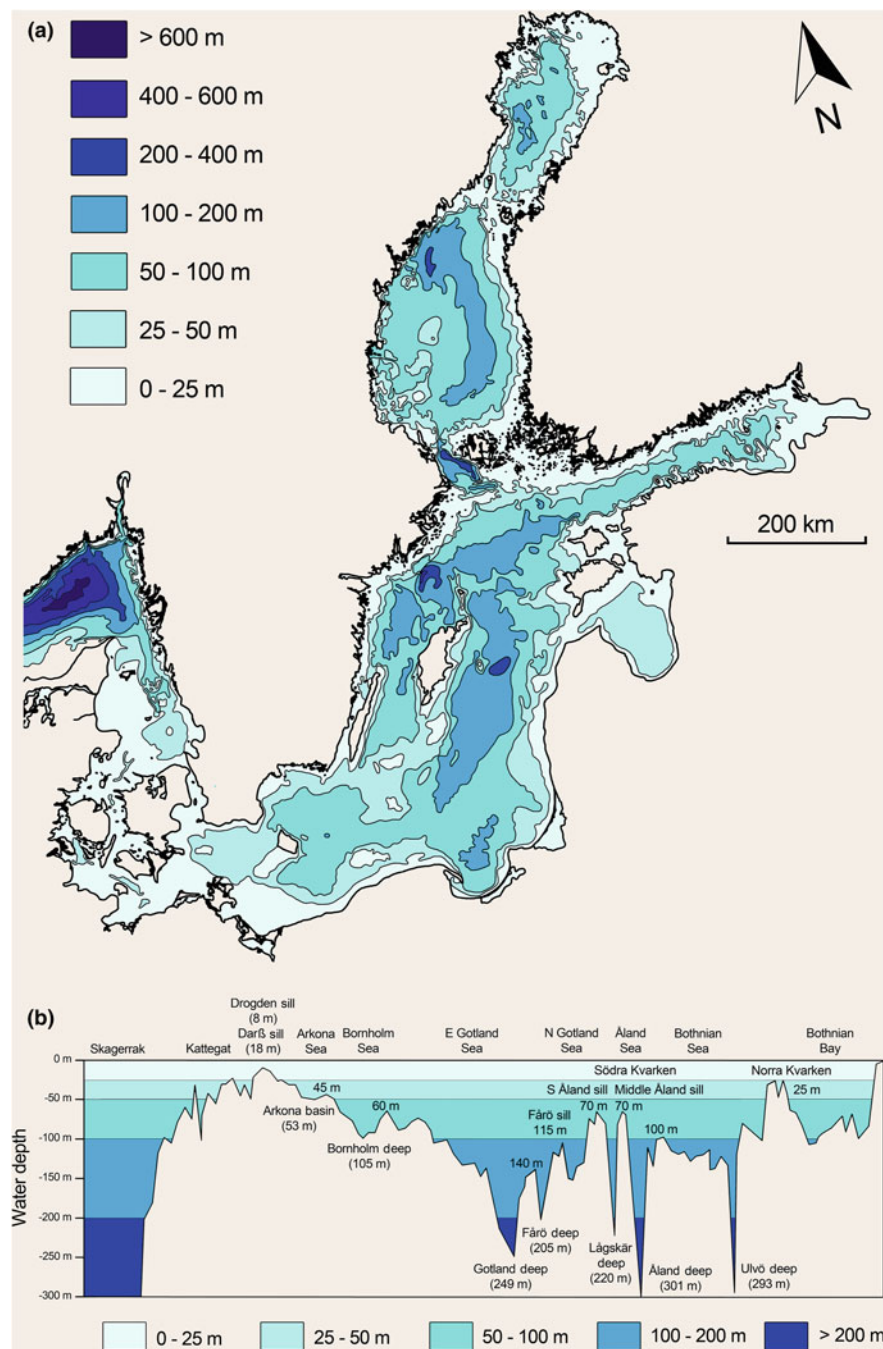 (a)
> 600 m
400 - 600 m
200 - 400 m
100 - 200 m
50 - 100 m
25 - 50 m
0 - 25 m
N
200 km
(b)
Drogden sill
(8 m)
Skagerrak
Kattegat
Darß sill
(18 m)
Arkona
Sea
Bornholm
Sea
E Gotland
Sea
N Gotland
Sea
Åland
Sea
Bothnian
Sea
Bothnian
Bay
Water depth
0 m
-50 m
-100 m
-150 m
-200 m
-250 m
-300 m
Södra Kvarken
Norra Kvarken
45 m
S Åland sill
Middle Åland sill
25 m
Arkona basin
(53 m)
60 m
Fårö sill
115 m
70 m
70 m
Bornholm deep
(105 m)
100 m
140 m
Fårö deep
(205 m)
Gotland deep
(249 m)
Lågskär
deep
(220 m)
Åland deep
(301 m)
Ulvö deep
(293 m)
0 - 25 m
25 - 50 m
50 - 100 m
100 - 200 m
> 200 m